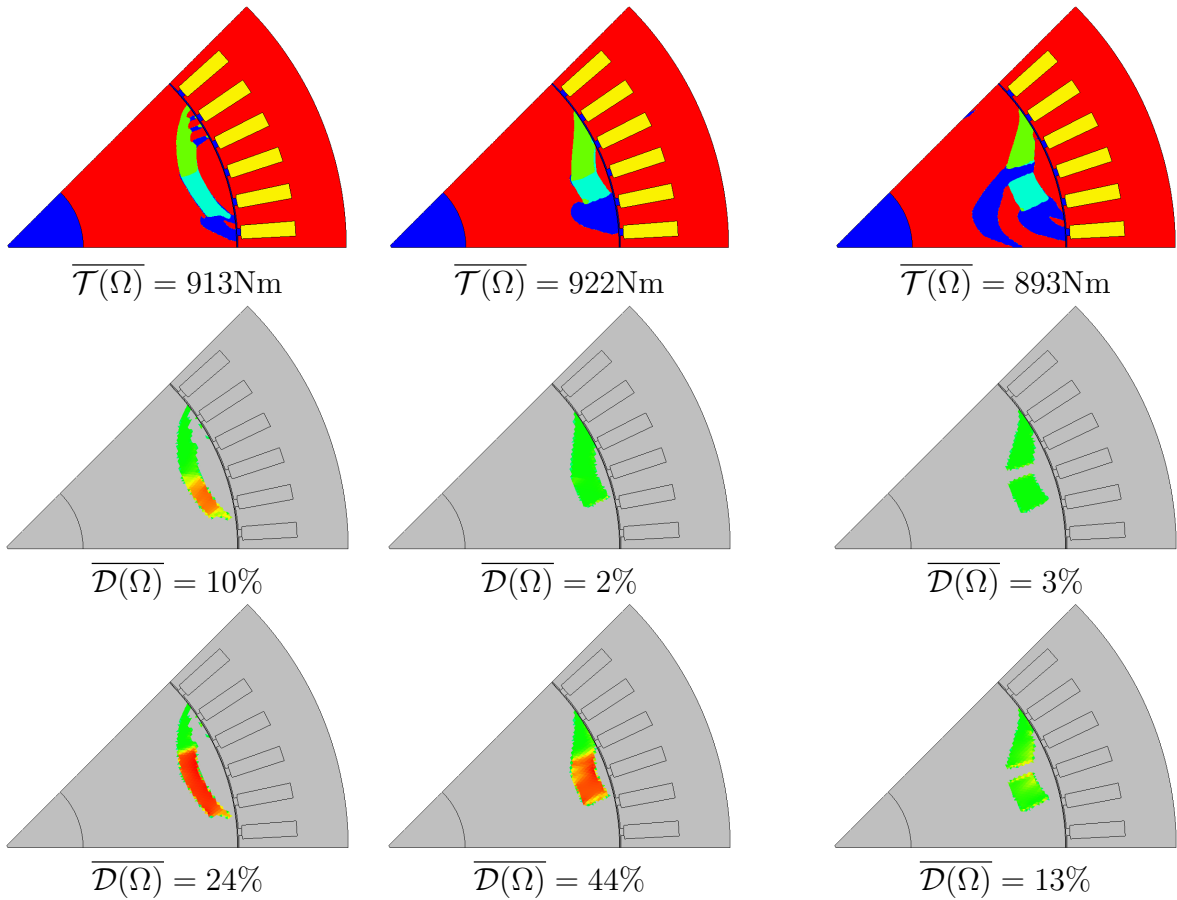 $\overline{\mathcal{T}(\Omega)} = 913$Nm
$\overline{\mathcal{T}(\Omega)} = 922$Nm
$\overline{\mathcal{T}(\Omega)} = 893$Nm
$\overline{\mathcal{D}(\Omega)} = 10\%$
$\overline{\mathcal{D}(\Omega)} = 2\%$
$\overline{\mathcal{D}(\Omega)} = 3\%$
$\overline{\mathcal{D}(\Omega)} = 24\%$
$\overline{\mathcal{D}(\Omega)} = 44\%$
$\overline{\mathcal{D}(\Omega)} = 13\%$